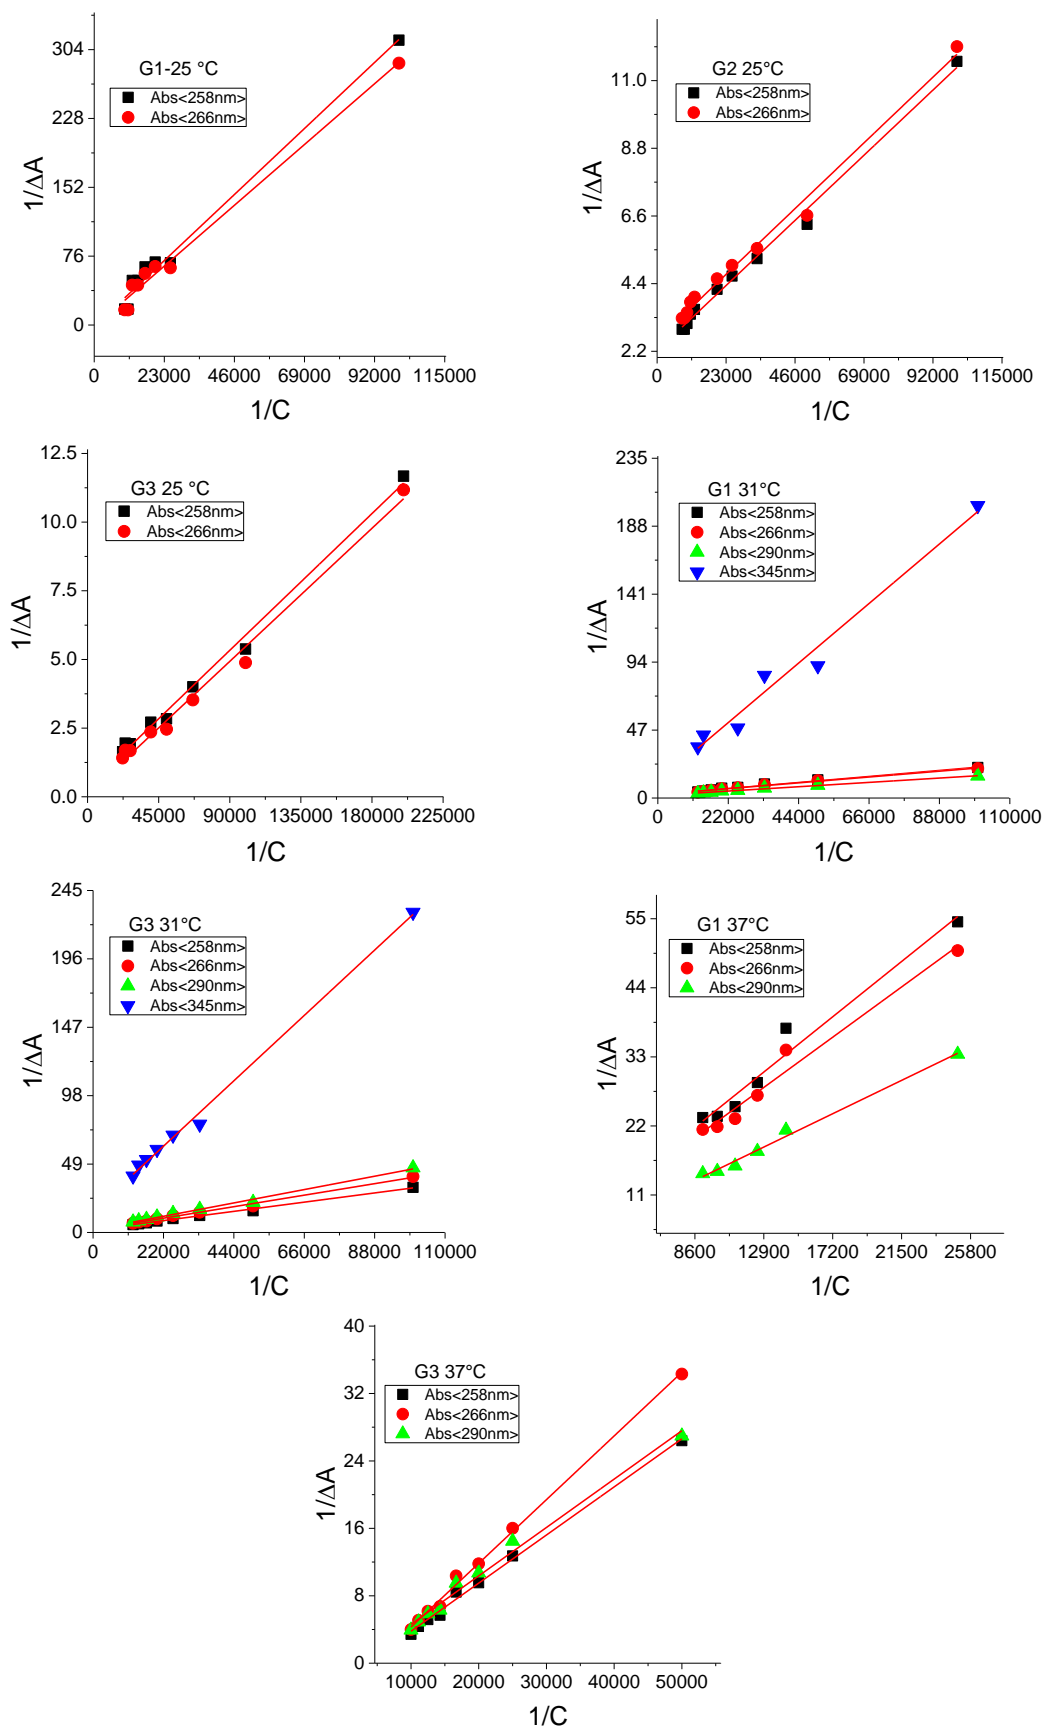 G1-25 °C
Abs<258nm>
Abs<266nm>
304
228
152
76
0
1/ΔA
0 23000 46000 69000 92000 115000
1/C
G2 25°C
Abs<258nm>
Abs<266nm>
11.0
8.8
6.6
4.4
2.2
1/ΔA
0 23000 46000 69000 92000 115000
1/C
G3 25 °C
Abs<258nm>
Abs<266nm>
12.5
10.0
7.5
5.0
2.5
0.0
1/ΔA
0 45000 90000 135000 180000 225000
1/C
G1 31°C
Abs<258nm>
Abs<266nm>
Abs<290nm>
Abs<345nm>
235
188
141
94
47
0
1/ΔA
0 22000 44000 66000 88000 110000
1/C
G3 31°C
Abs<258nm>
Abs<266nm>
Abs<290nm>
Abs<345nm>
245
196
147
98
49
0
1/ΔA
0 22000 44000 66000 88000 110000
1/C
G1 37°C
Abs<258nm>
Abs<266nm>
Abs<290nm>
55
44
33
22
11
1/ΔA
8600 12900 17200 21500 25800
1/C
G3 37°C
Abs<258nm>
Abs<266nm>
Abs<290nm>
40
32
24
16
8
0
1/ΔA
10000 20000 30000 40000 50000
1/C